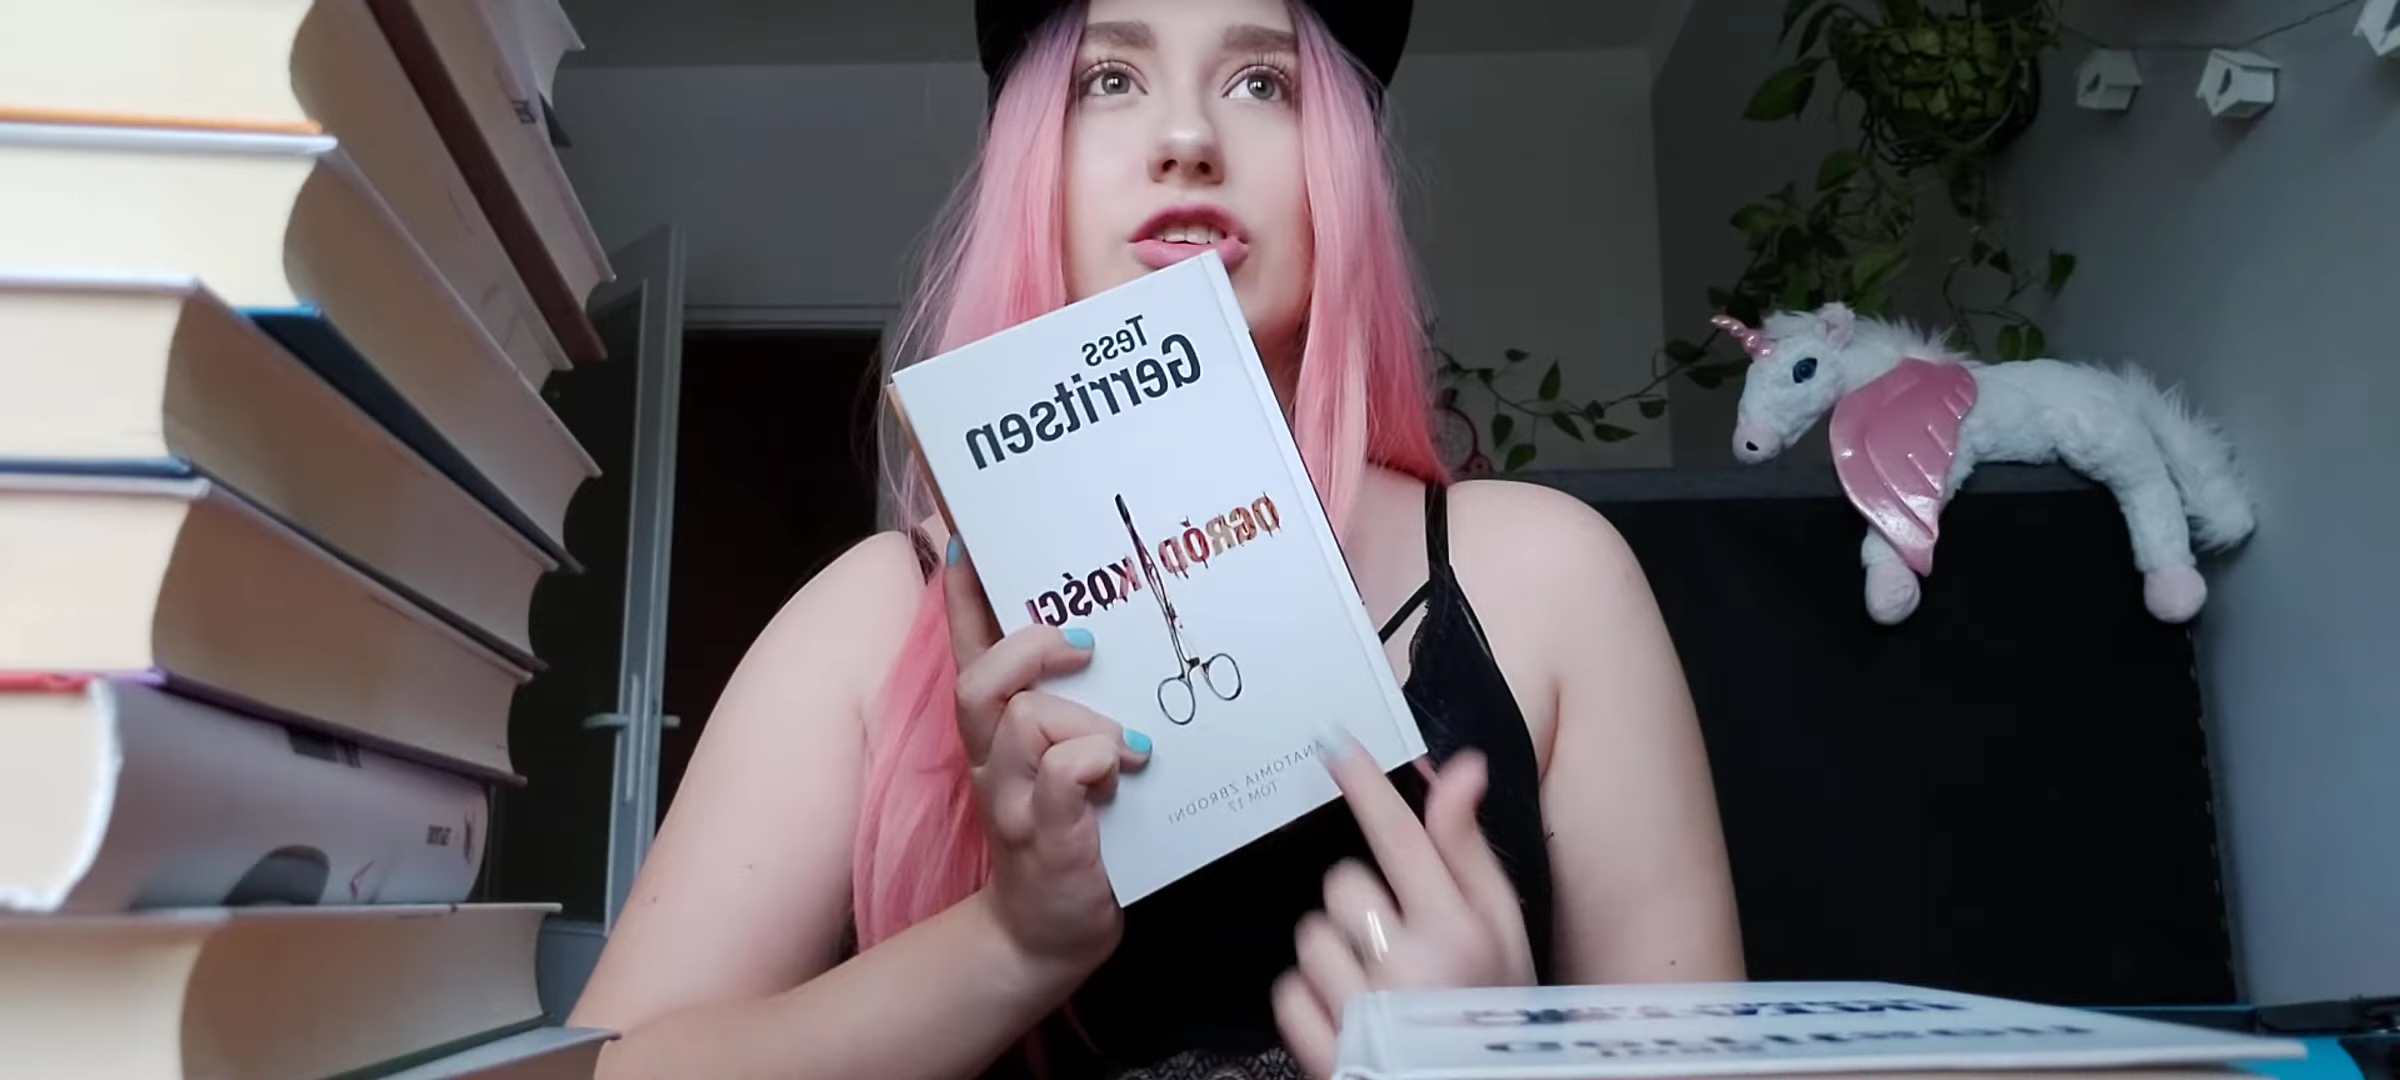 Tess
Gerritsen
OGRÓD KOŚCI
ANATOMIA ZBRODNI
TOM 17